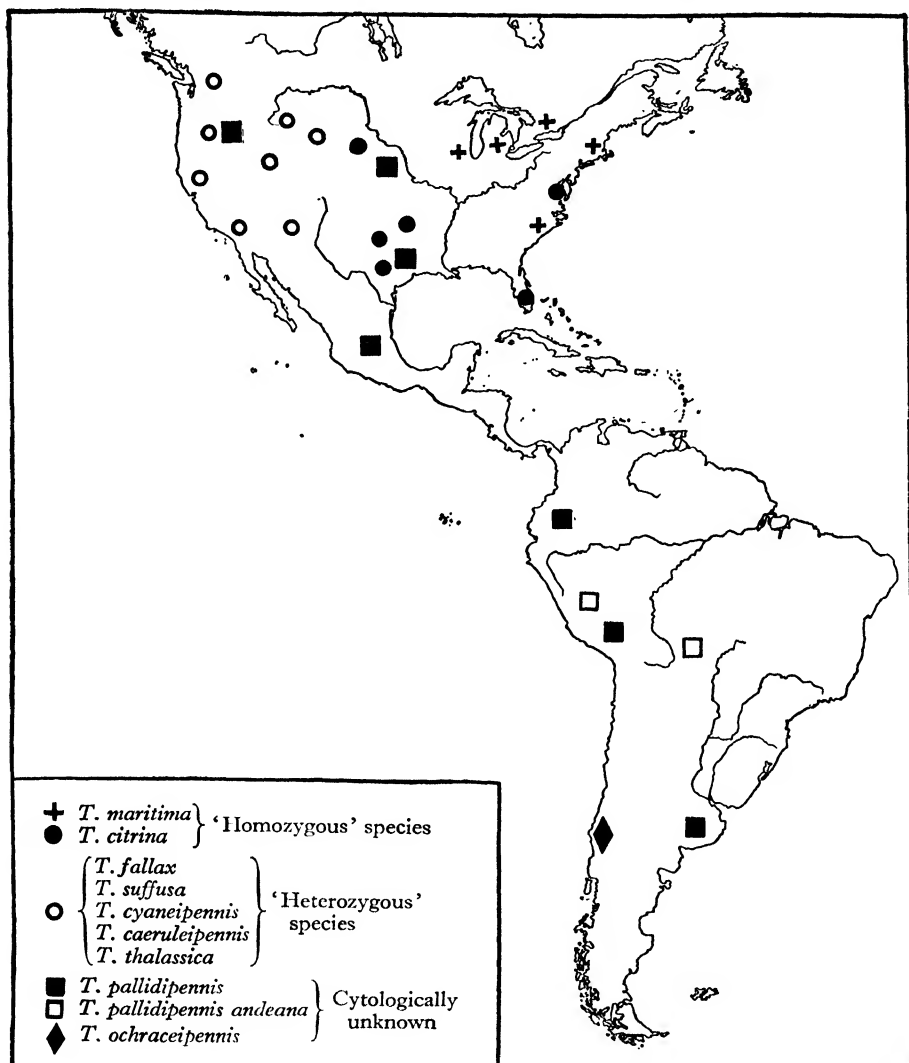 T. maritima
T. citrina
‘Homozygous’ species
T. fallax
T. suffusa
T. cyaneipennis
T. caeruleipennis
T. thalassica
‘Heterozygous’
species
T. pallidipennis
T. pallidipennis andeana
T. ochraceipennis
Cytologically
unknown